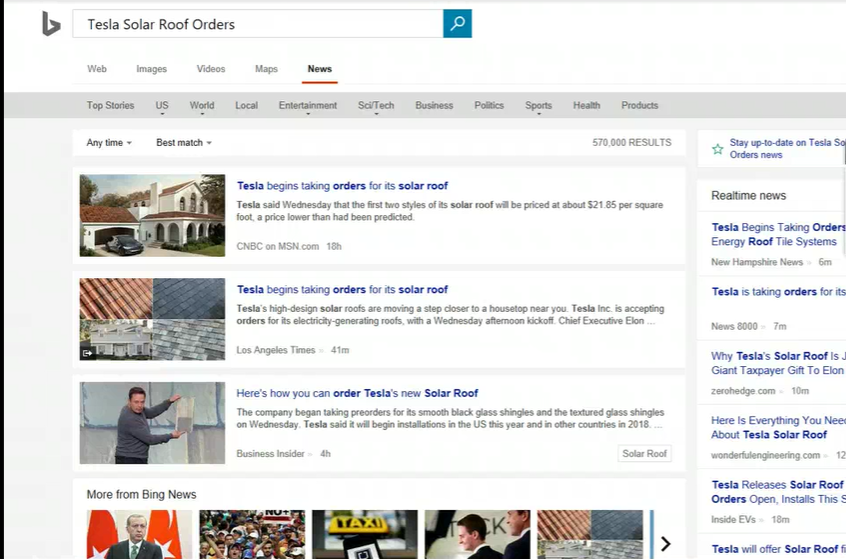 Tesla Solar Roof Orders
Web Images Videos Maps News
Top Stories US World Local Entertainment Sci/Tech Business Politics Sports Health Products
Any time Best match 570,000 RESULTS
Tesla begins taking orders for its solar roof
Tesla said Wednesday that the first two styles of its solar roof will be priced at about $21.85 per square
foot, a price lower than had been predicted.
CNBC on MSN.com 18h
Tesla begins taking orders for its solar roof
Tesla's high-design solar roofs are moving a step closer to a housetop near you. Tesla Inc. is accepting
orders for its electricity-generating roofs, with a Wednesday afternoon kickoff. Chief Executive Elon ...
Los Angeles Times 41m
Here's how you can order Tesla's new Solar Roof
The company began taking preorders for its smooth black glass shingles and the textured glass shingles
on Wednesday. Tesla said it will begin installations in the US this year and in other countries in 2018. ...
Business Insider 4h Solar Roof
More from Bing News
TAXI
Stay up-to-date on Tesla So
Orders news
Realtime news
Tesla Begins Taking Orders
Energy Roof Tile Systems
New Hampshire News 6m
Tesla is taking orders for its
News 8000 7m
Why Tesla's Solar Roof Is
Giant Taxpayer Gift To Elon
zerohedge.com 10m
Here Is Everything You Need
About Tesla Solar Roof
wonderfulengineering.com 12
Tesla Releases Solar Roof
Orders Open, Installs This S
Inside EVs 18m
Tesla will offer Solar Roof fi